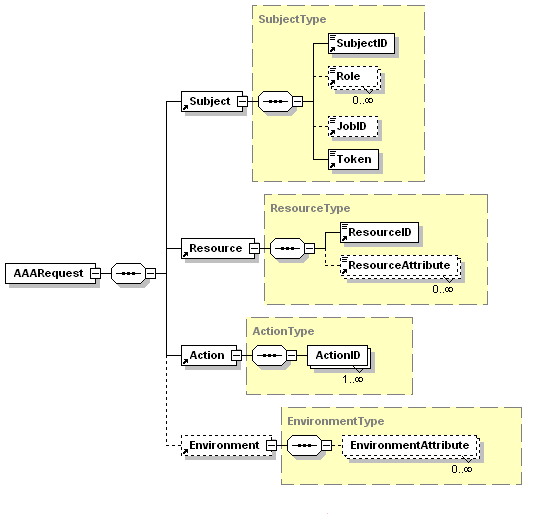 SubjectType
SubjectID
Role
0..∞
Subject
JobID
Token
ResourceType
ResourceID
Resource
ResourceAttribute
0..∞
AAARequest
ActionType
Action
ActionID
1..∞
EnvironmentType
Environment
EnvironmentAttribute
0..∞